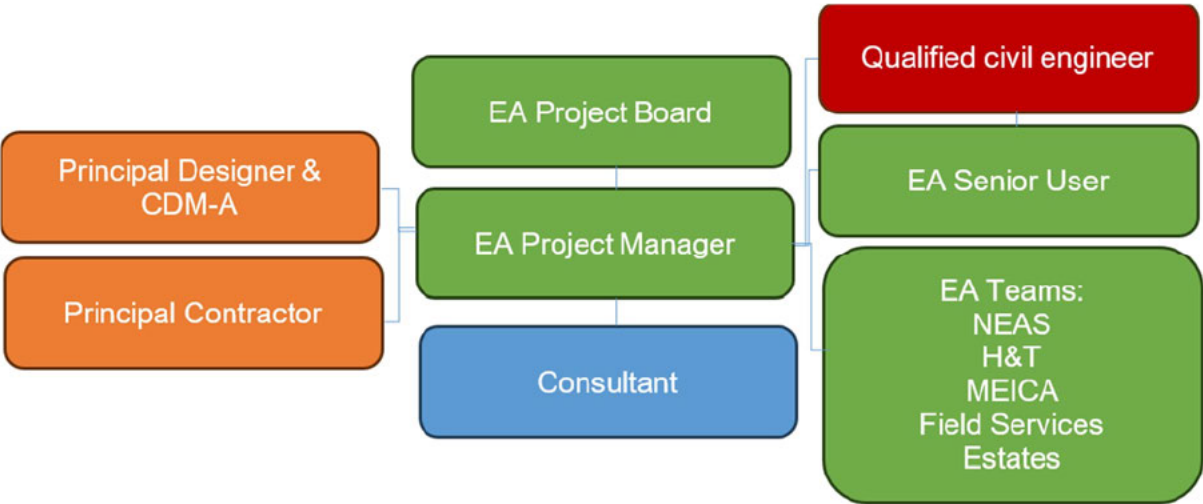 Principal Designer &
CDM-A
Principal Contractor
EA Project Board
EA Project Manager
Consultant
Qualified civil engineer
EA Senior User
EA Teams:
NEAS
H&T
MEICA
Field Services
Estates